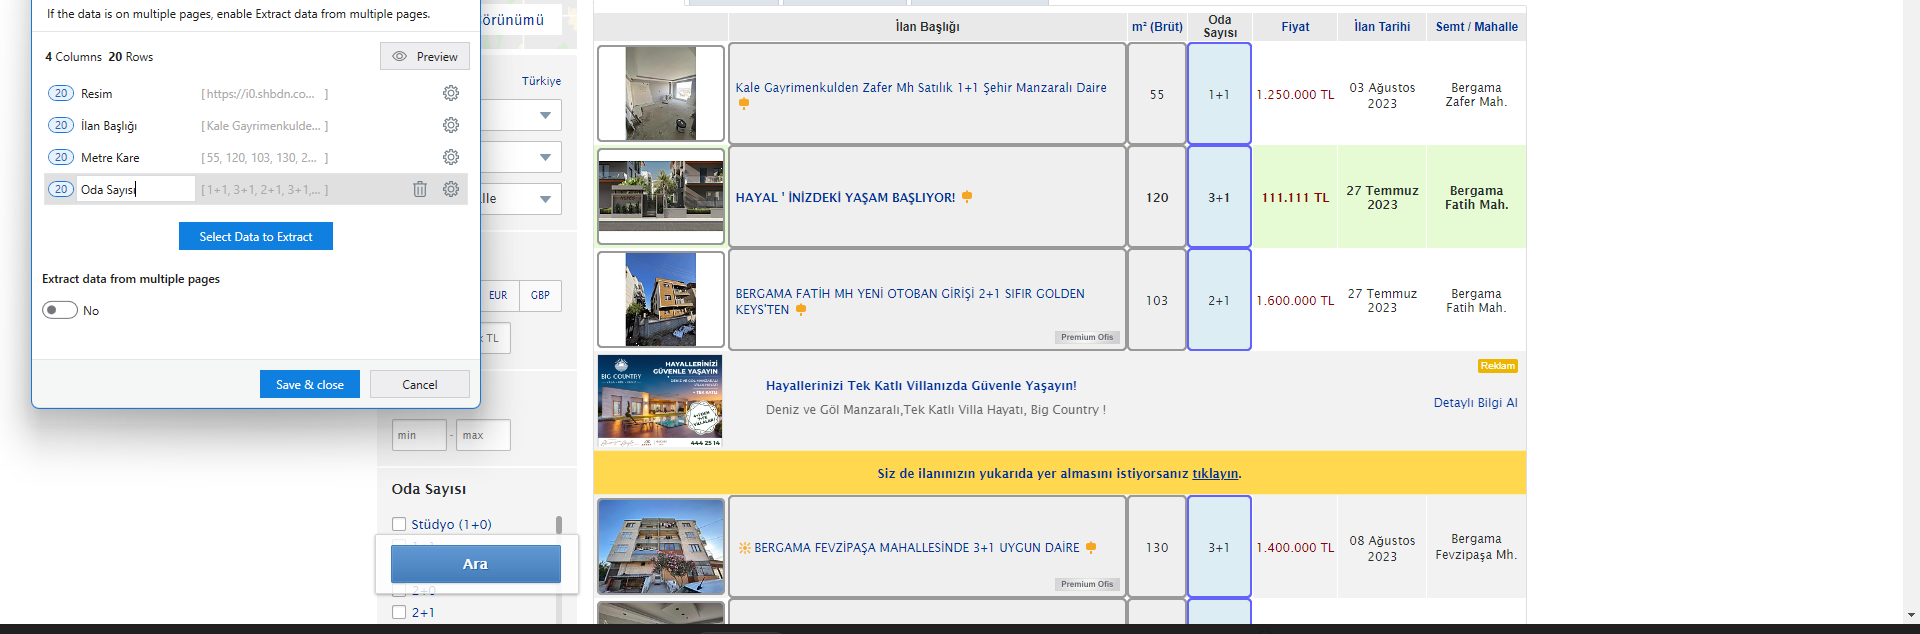 If the data is on multiple pages, enable Extract data from multiple pages.
4 Columns 20 Rows
Preview
20 Resim [https://i0.shbdn.co... ]
20 İlan Başlığı [Kale Gayrimenkulde... ]
20 Metre Kare [55, 120, 103, 130, 2... ]
20 Oda Sayısı [1+1, 3+1, 2+1, 3+1,... ]
Select Data to Extract
Extract data from multiple pages
No
Save & close
Cancel
örünümü
Türkiye
lle
EUR
GBP
TL
min - max
Oda Sayısı
Stüdyo (1+0)
Ara
2+0
2+1
İlan Başlığı
m² (Brüt)
Oda
Sayısı
Fiyat
İlan Tarihi
Semt / Mahalle
Kale Gayrimenkulden Zafer Mh Satılık 1+1 Şehir Manzaralı Daire
55
1+1
1.250.000 TL
03 Ağustos
2023
Bergama
Zafer Mah.
HAYAL ' İNİZDEKİ YAŞAM BAŞLIYOR!
120
3+1
111.111 TL
27 Temmuz
2023
Bergama
Fatih Mah.
BERGAMA FATİH MH YENİ OTOBAN GİRİŞİ 2+1 SIFIR GOLDEN
KEYS'TEN
Premium Ofis
103
2+1
1.600.000 TL
27 Temmuz
2023
Bergama
Fatih Mah.
BIG COUNTRY
HAYALLERİNİZİ
GÜVENLE YAŞAYIN
444 25 14
Hayallerinizi Tek Katlı Villanızda Güvenle Yaşayın!
Deniz ve Göl Manzaralı,Tek Katlı Villa Hayatı, Big Country !
Reklam
Detaylı Bilgi Al
Siz de ilanınızın yukarıda yer almasını istiyorsanız tıklayın.
BERGAMA FEVZİPAŞA MAHALLESİNDE 3+1 UYGUN DAİRE
Premium Ofis
130
3+1
1.400.000 TL
08 Ağustos
2023
Bergama
Fevzipaşa Mh.